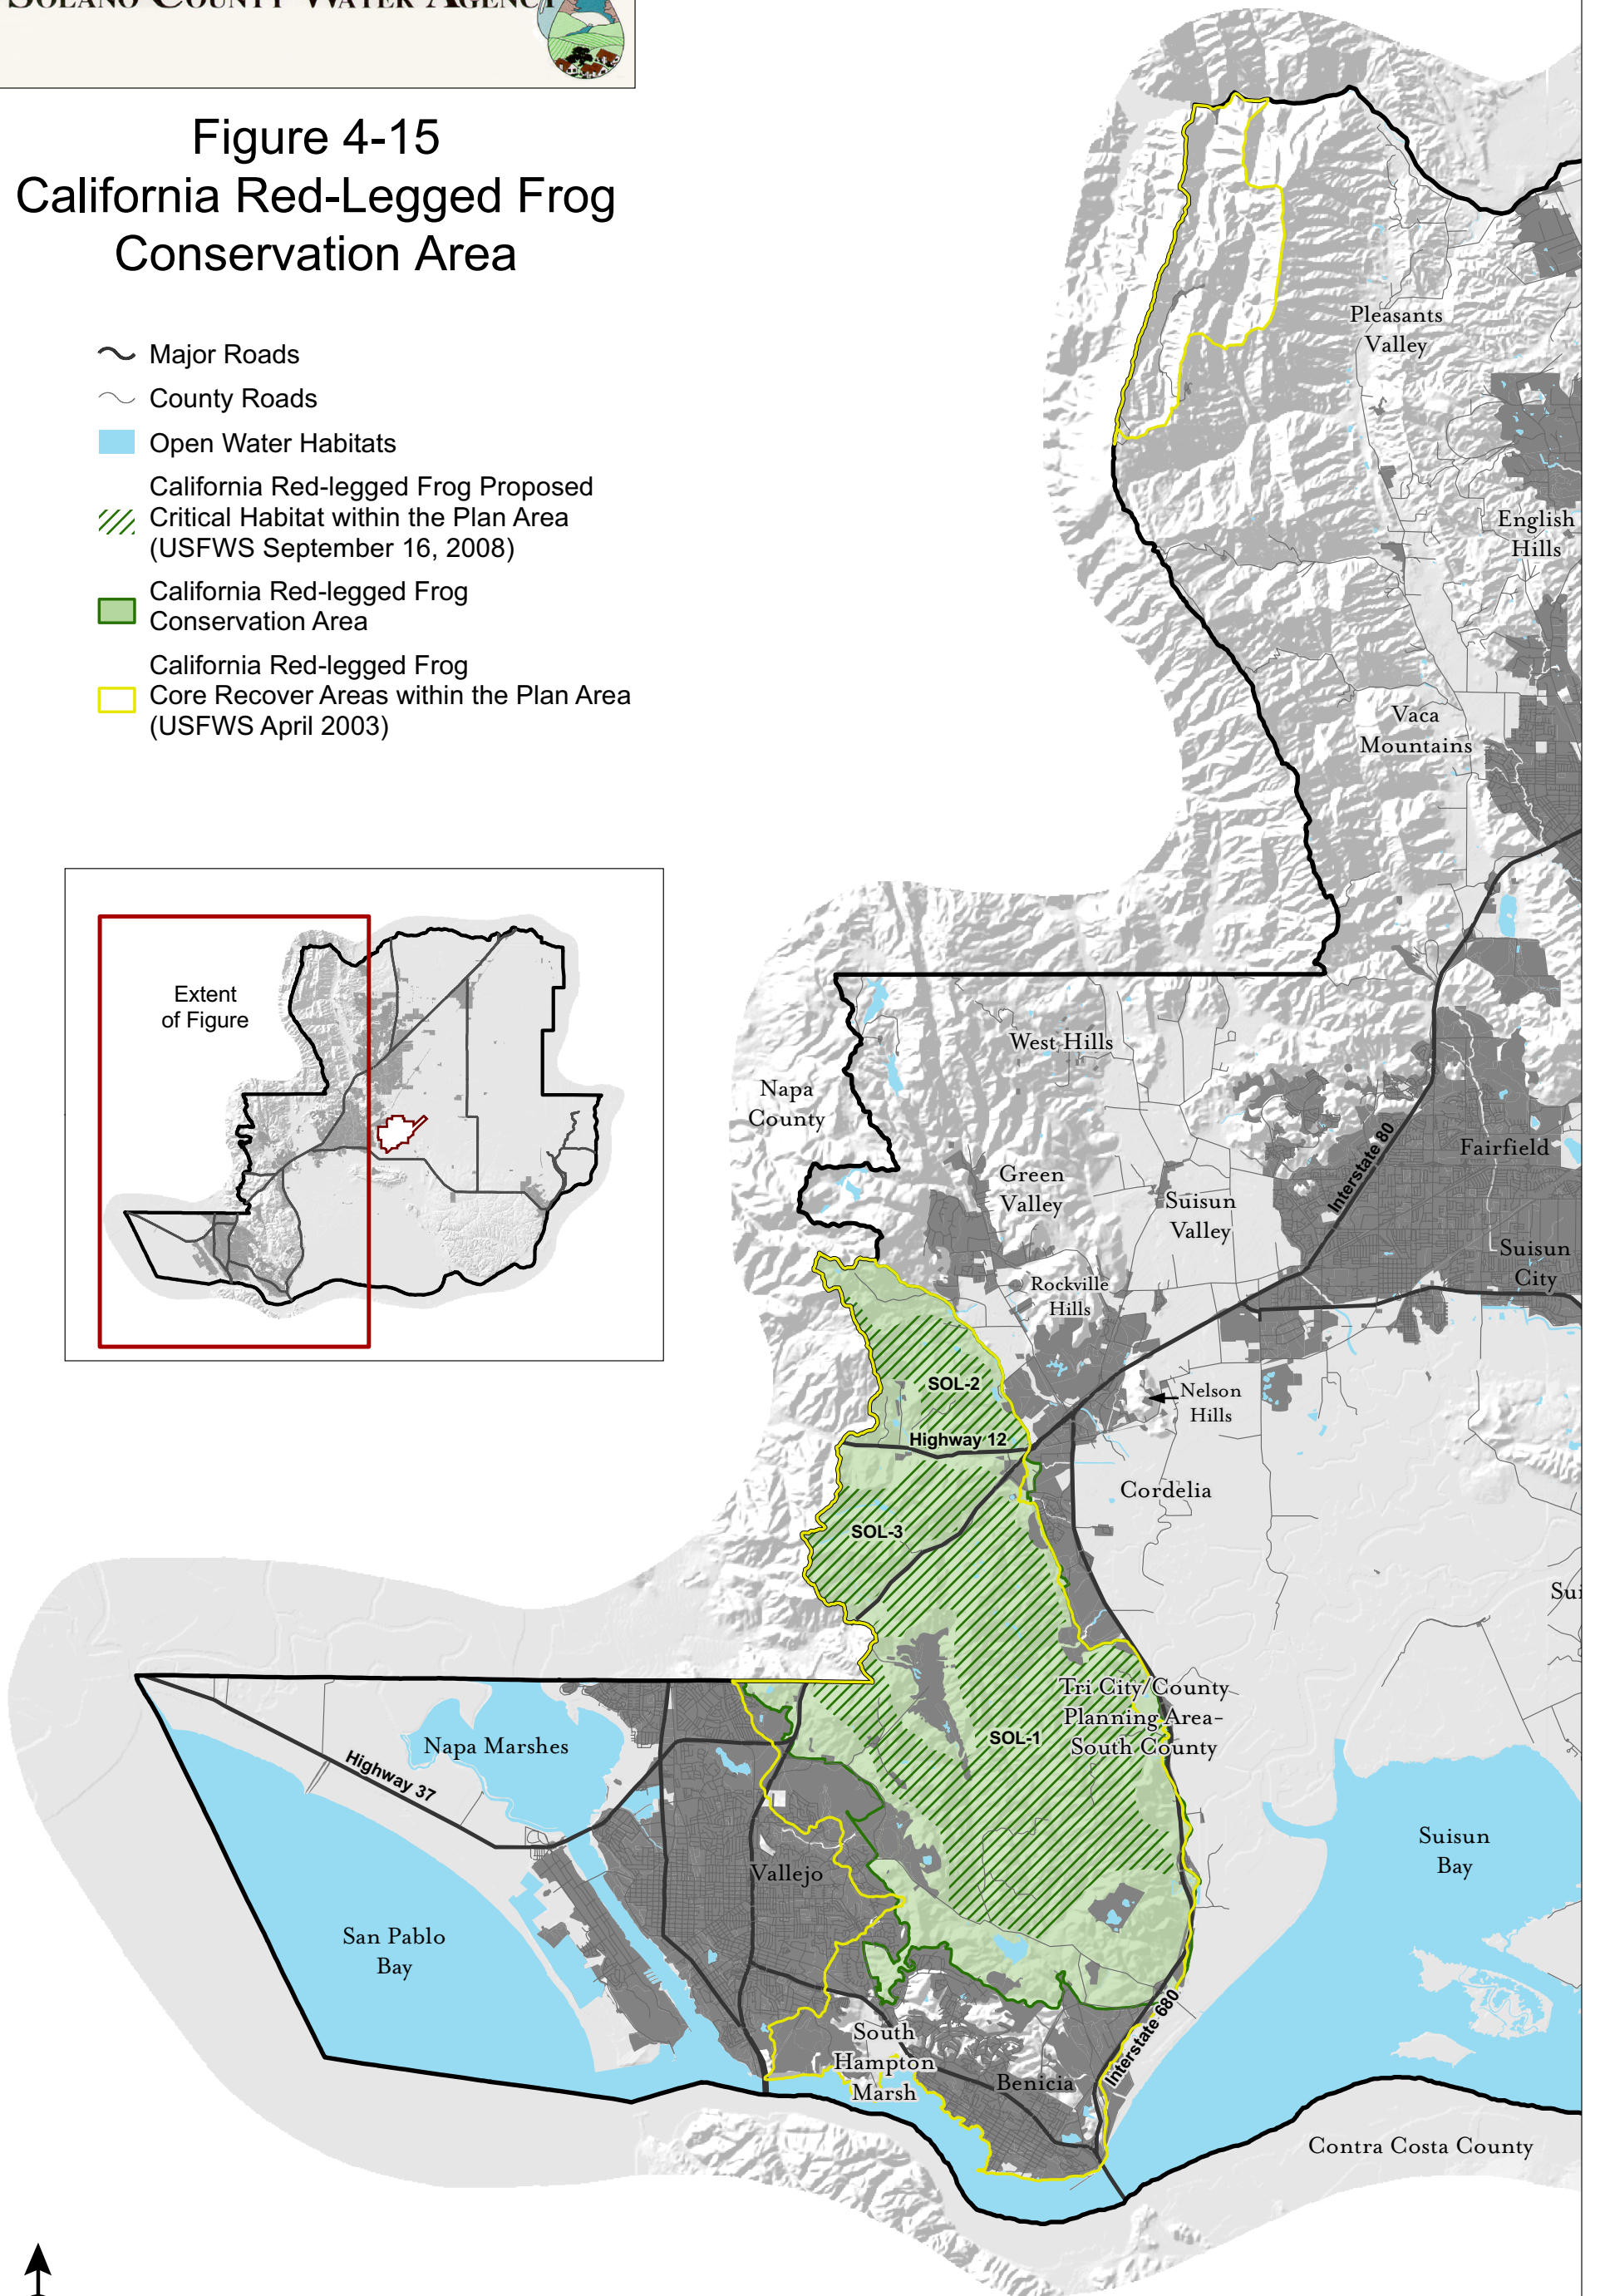 SOLANO COUNTY WATER AGENCY
Figure 4-15
California Red-Legged Frog
Conservation Area
Major Roads
County Roads
Open Water Habitats
California Red-legged Frog Proposed
Critical Habitat within the Plan Area
(USFWS September 16, 2008)
California Red-legged Frog
Conservation Area
California Red-legged Frog
Core Recover Areas within the Plan Area
(USFWS April 2003)
Extent
of Figure
Pleasants
Valley
English
Hills
Vaca
Mountains
West Hills
Napa
County
Green
Valley
Suisun
Valley
Interstate 80
Fairfield
Suisun
City
Rockville
Hills
Nelson
Hills
SOL-2
Highway 12
Cordelia
SOL-3
Sui
Tri City/County
Planning Area-
South County
SOL-1
Napa Marshes
Highway 37
Vallejo
Suisun
Bay
San Pablo
Bay
South
Hampton
Marsh
Benicia
Interstate 680
Contra Costa County